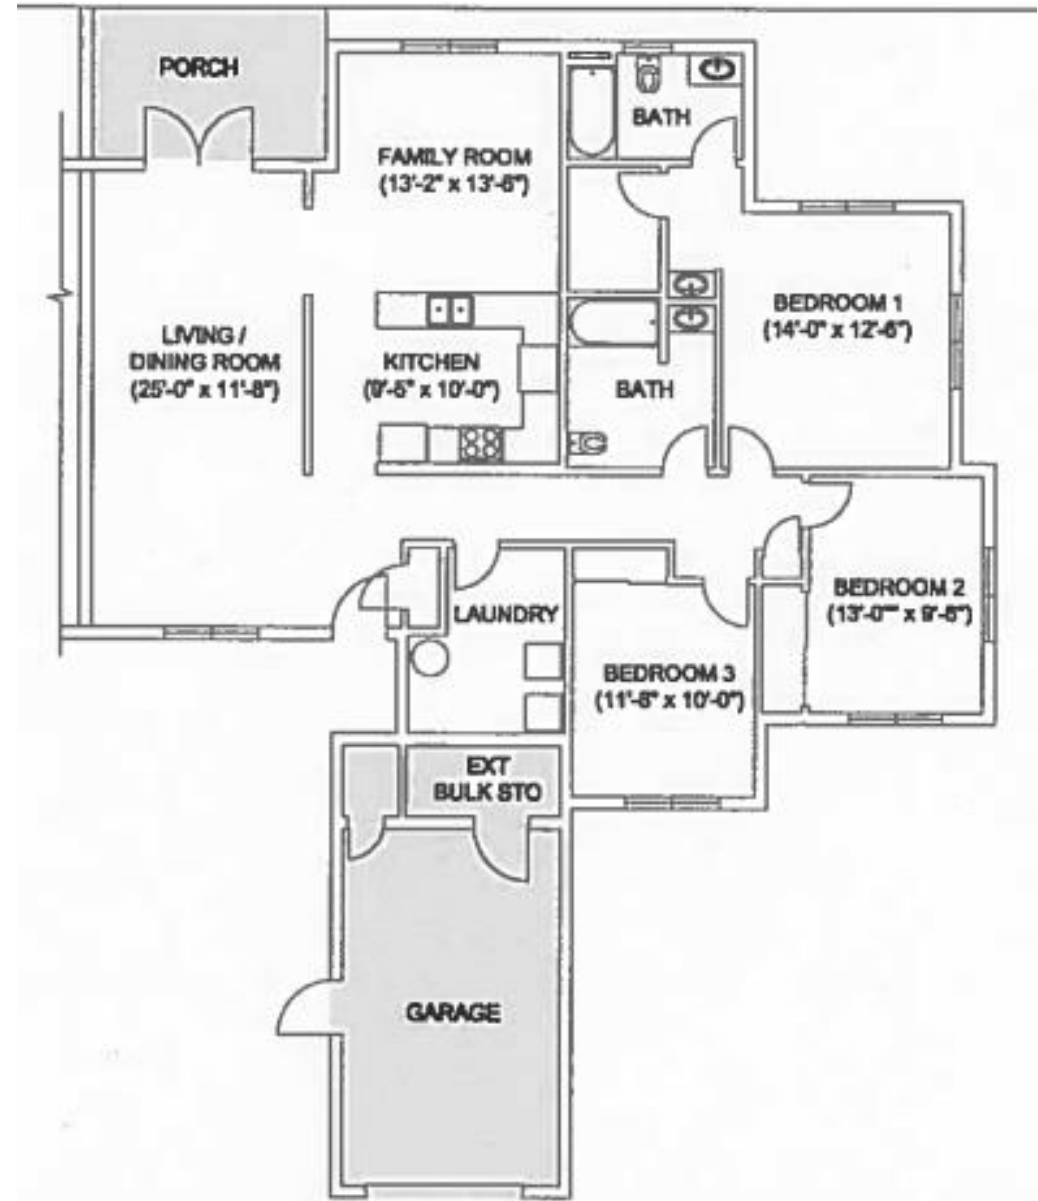 PORCH
BATH
FAMILY ROOM
(13'-2" x 13'-6")
BEDROOM 1
(14'-0" x 12'-6")
LIVING /
DINING ROOM
(25'-0" x 11'-8")
KITCHEN
(9'-5" x 10'-0")
BATH
LAUNDRY
BEDROOM 2
(13'-0"" x 9'-8")
BEDROOM 3
(11'-8" x 10'-0")
EXT
BULK STO
GARAGE